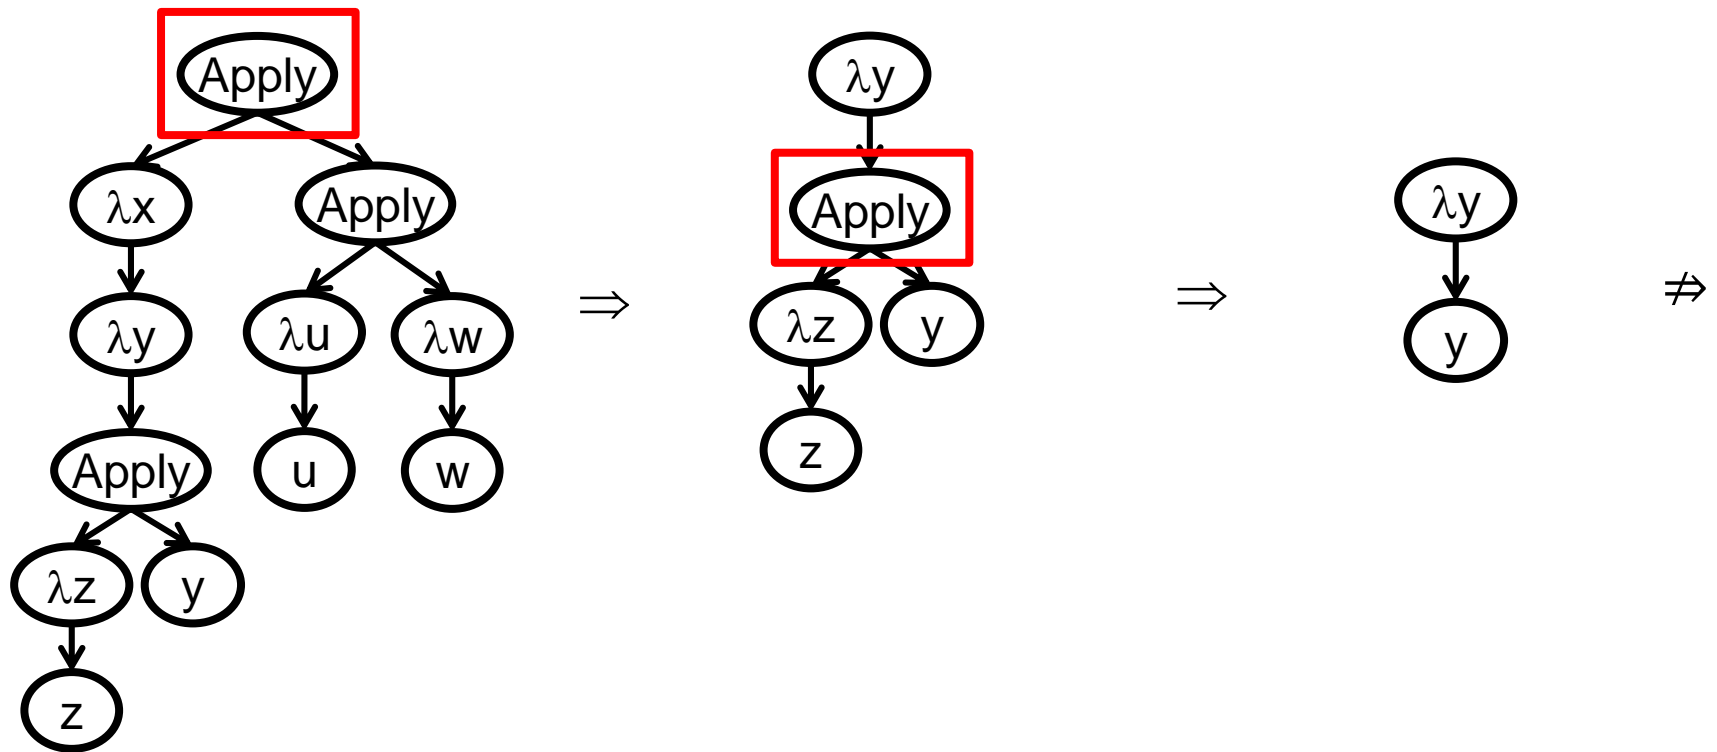 Apply
λx Apply
λy λu λw
Apply u w
λz y
z
⇒
λy
Apply
λz y
z
⇒
λy
y
⇏